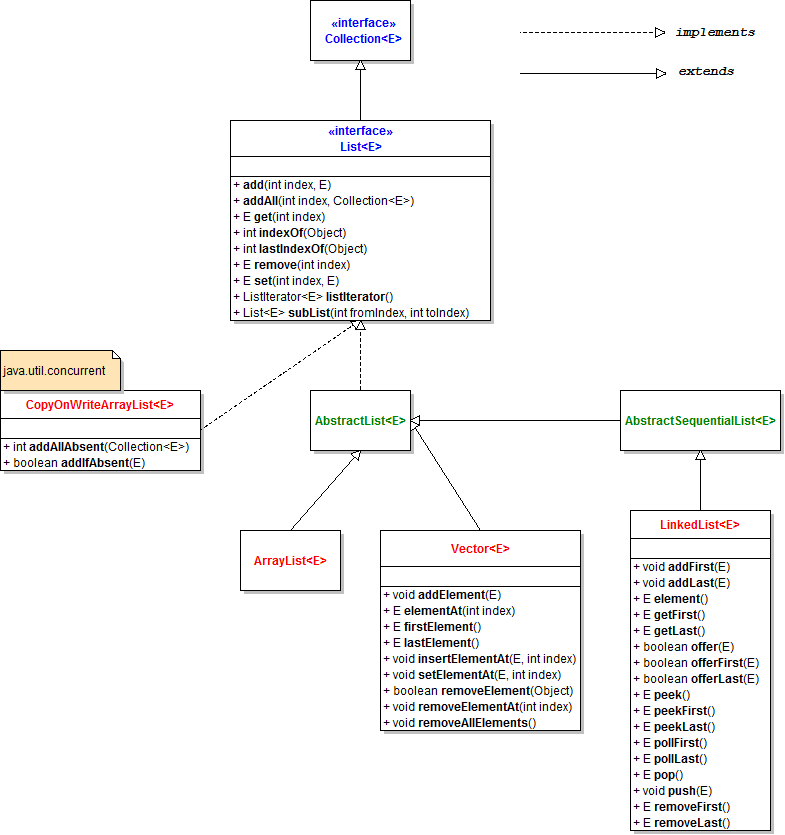 «interface»
Collection<E>
implements
extends
«interface»
List<E>
+ add(int index, E)
+ addAll(int index, Collection<E>)
+ E get(int index)
+ int indexOf(Object)
+ int lastIndexOf(Object)
+ E remove(int index)
+ E set(int index, E)
+ ListIterator<E> listIterator()
+ List<E> subList(int fromIndex, int toIndex)
java.util.concurrent
CopyOnWriteArrayList<E>
+ int addAllAbsent(Collection<E>)
+ boolean addIfAbsent(E)
AbstractList<E>
AbstractSequentialList<E>
ArrayList<E>
Vector<E>
+ void addElement(E)
+ E elementAt(int index)
+ E firstElement()
+ E lastElement()
+ void insertElementAt(E, int index)
+ void setElementAt(E, int index)
+ boolean removeElement(Object)
+ void removeElementAt(int index)
+ void removeAllElements()
LinkedList<E>
+ void addFirst(E)
+ void addLast(E)
+ E element()
+ E getFirst()
+ E getLast()
+ boolean offer(E)
+ boolean offerFirst(E)
+ boolean offerLast(E)
+ E peek()
+ E peekFirst()
+ E peekLast()
+ E pollFirst()
+ E pollLast()
+ E pop()
+ void push(E)
+ E removeFirst()
+ E removeLast()